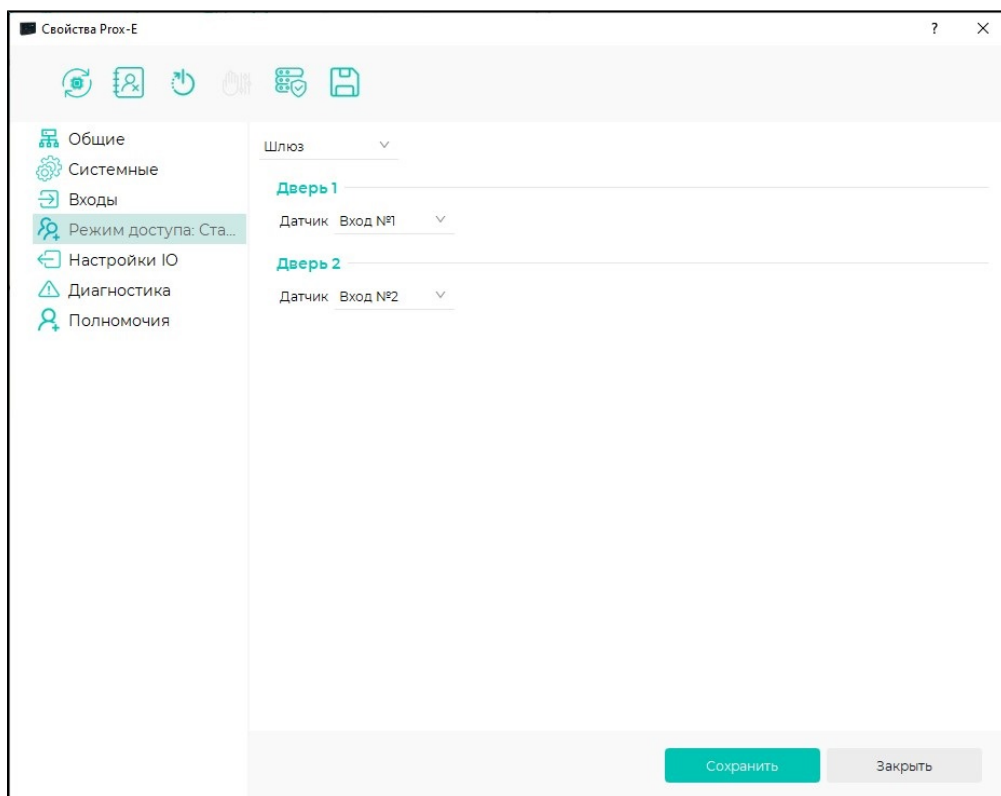 Свойства Prox-E
?
Общие
Системные
Входы
Режим доступа: Ста...
Настройки IO
Диагностика
Полномочия
Шлюз
Дверь 1
Датчик Вход №1
Дверь 2
Датчик Вход №2
Сохранить
Закрыть